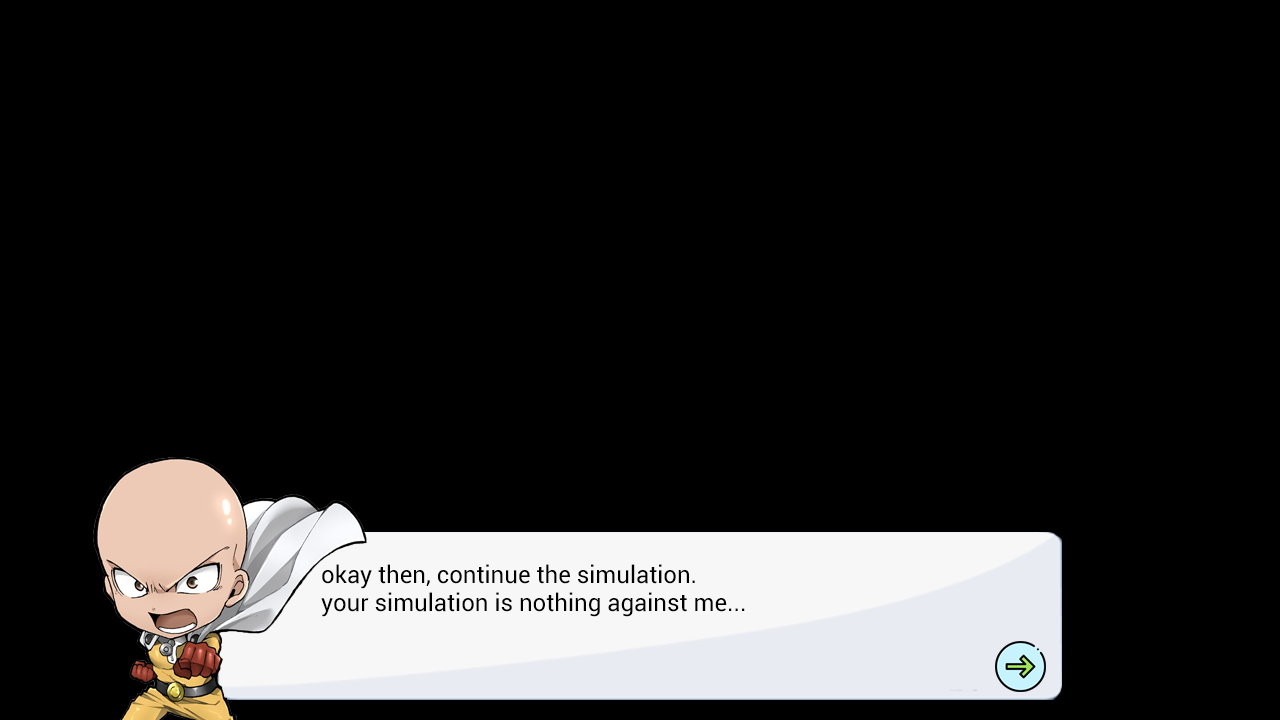 okay then, continue the simulation.
your simulation is nothing against me...